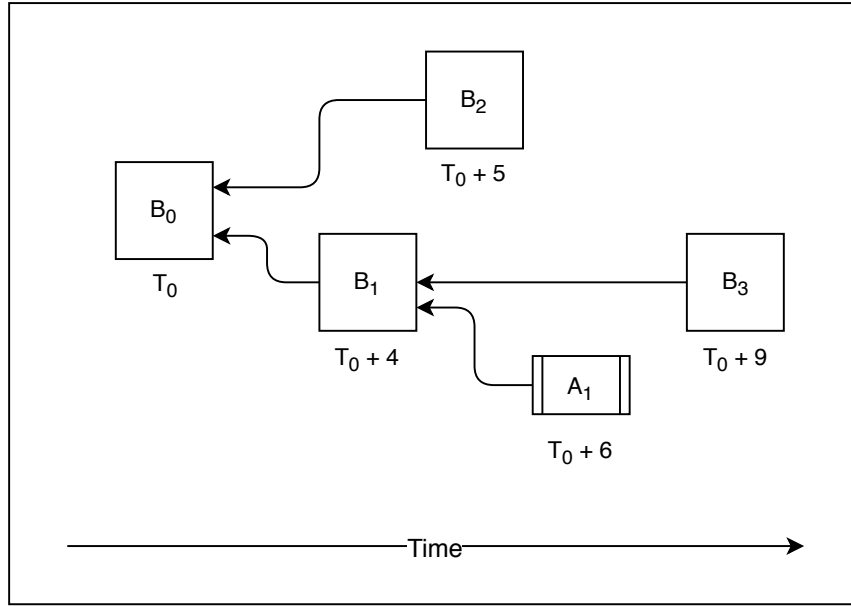 B₂
T₀ + 5
B₀
T₀
B₁
T₀ + 4
B₃
T₀ + 9
A₁
T₀ + 6
Time